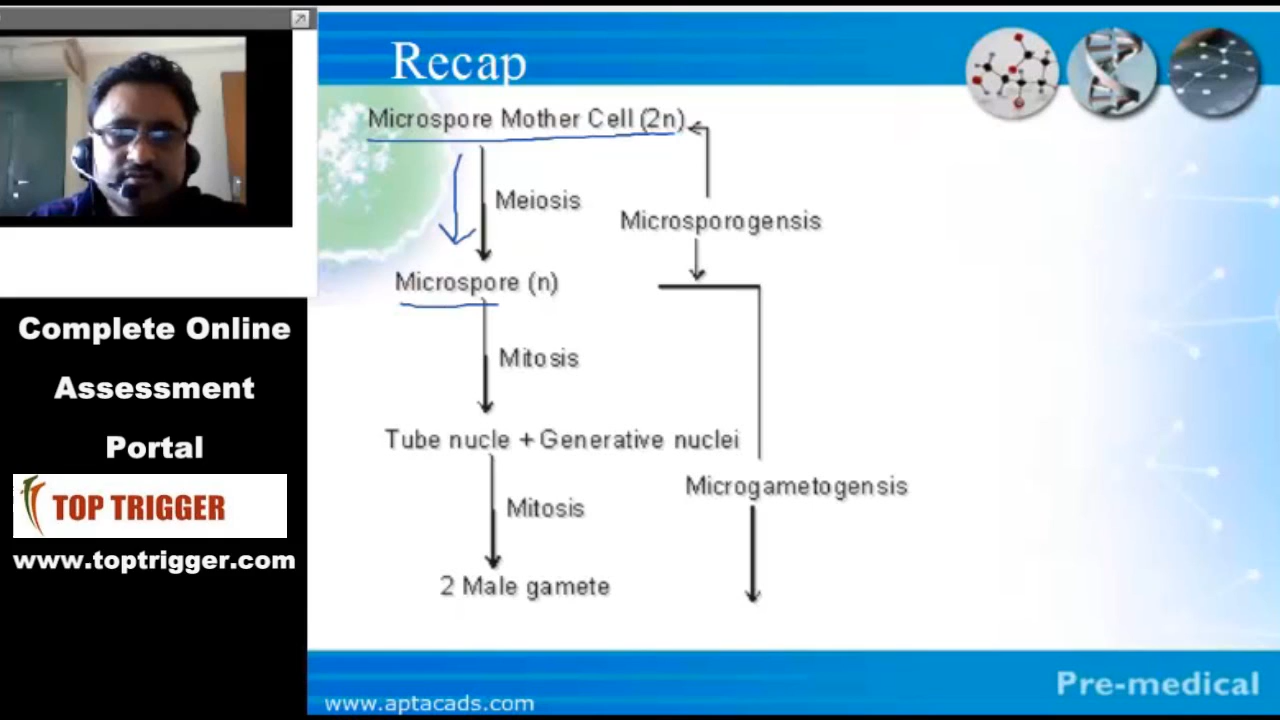 Recap
Microspore Mother Cell (2n)
Meiosis
Microsporogensis
Microspore (n)
Mitosis
Tube nucle + Generative nuclei
Microgametogensis
Mitosis
2 Male gamete
Complete Online
Assessment
Portal
TOP TRIGGER
www.toptrigger.com
www.aptacads.com
Pre-medical